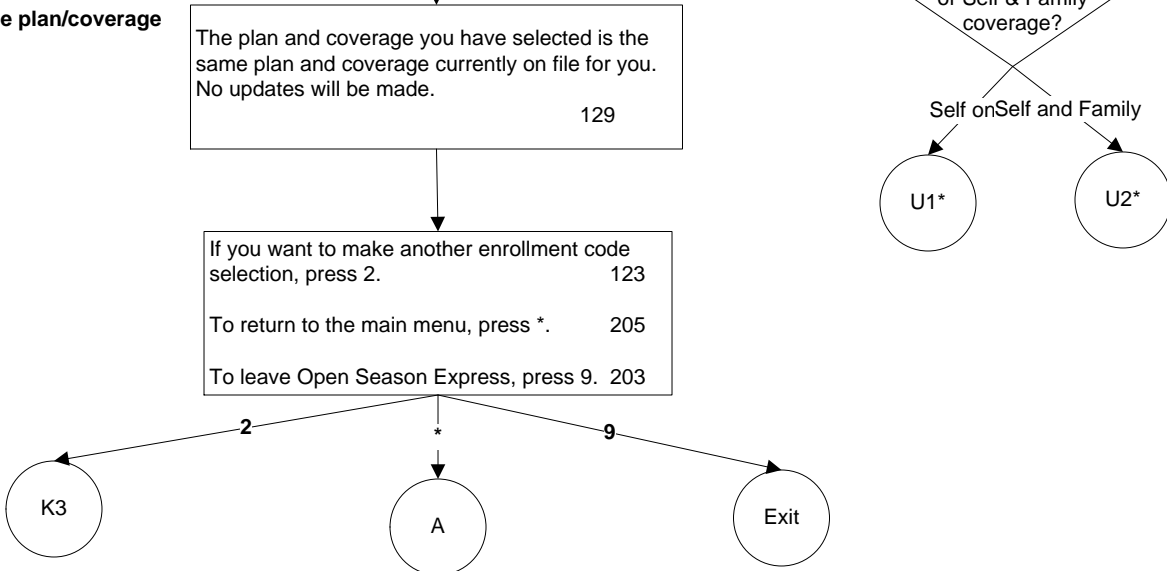 e plan/coverage
The plan and coverage you have selected is the
same plan and coverage currently on file for you.
No updates will be made.
129
or Self & Family
coverage?
Self on Self and Family
U1*
U2*
If you want to make another enrollment code
selection, press 2. 123
To return to the main menu, press *. 205
To leave Open Season Express, press 9. 203
2
*
9
K3
A
Exit